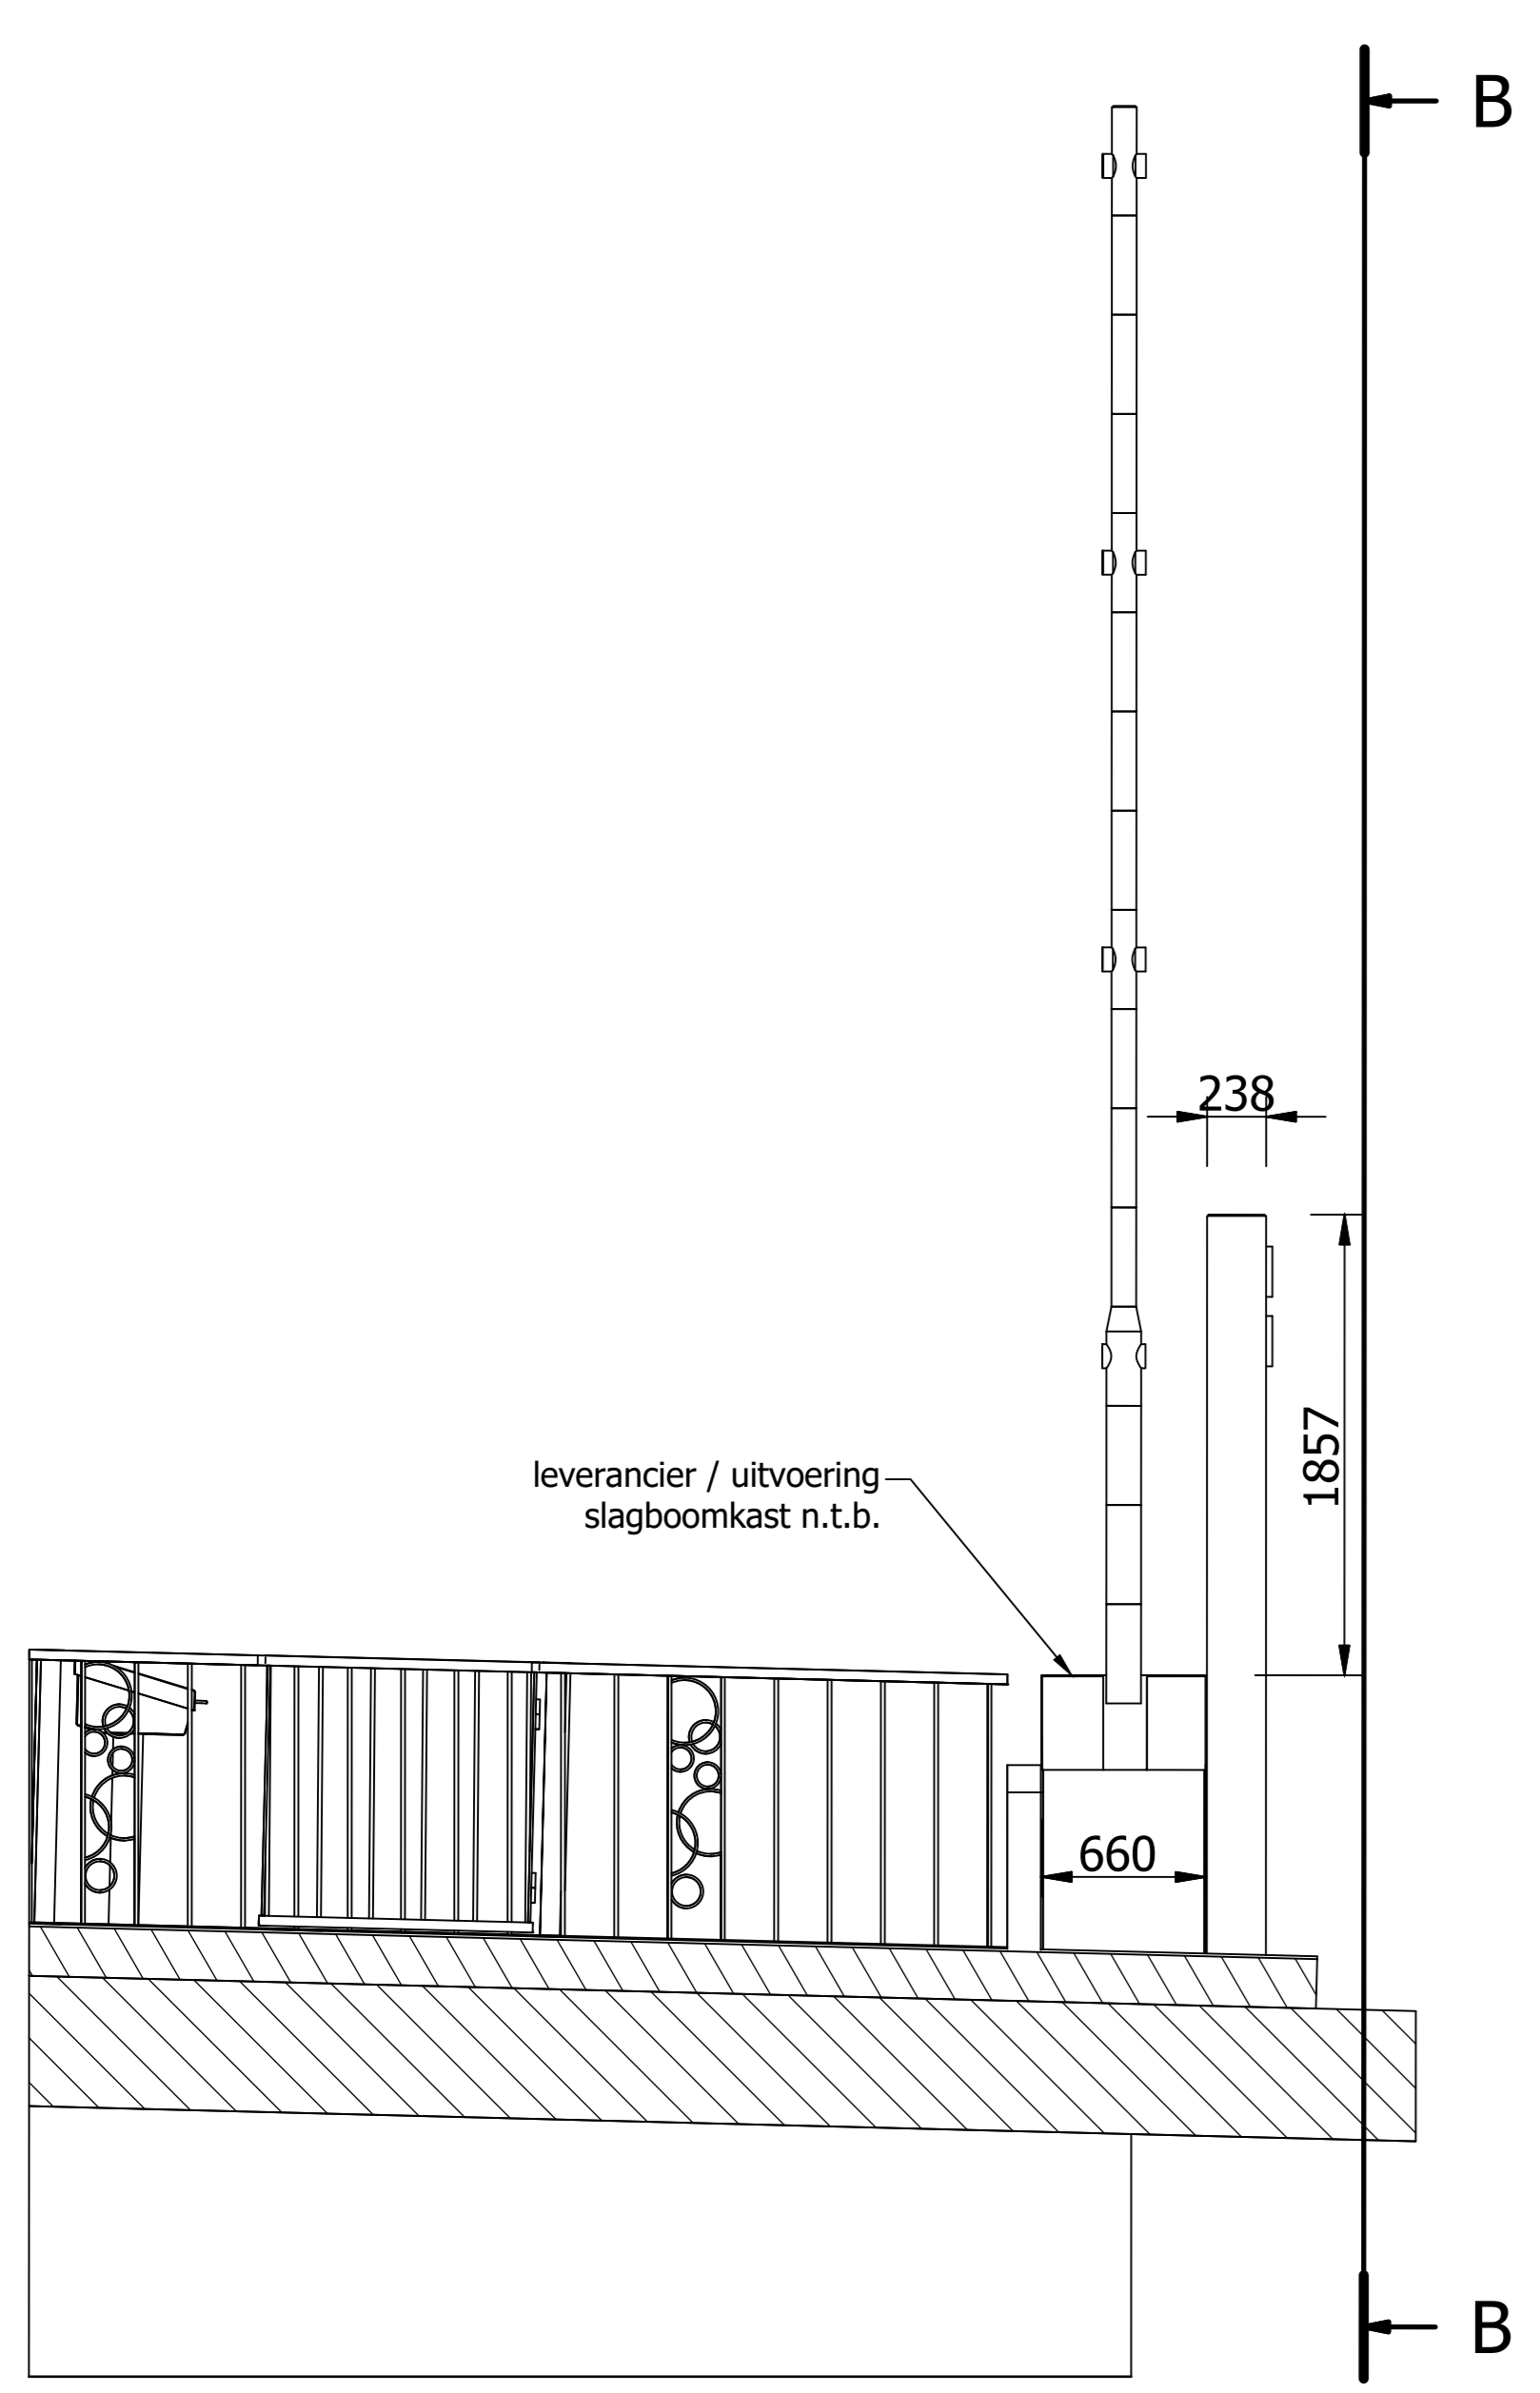 B
238
1857
leverancier / uitvoering
slagboomkast n.t.b.
660
B